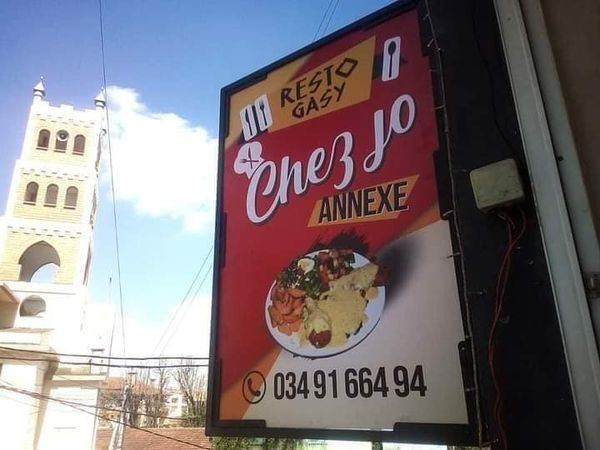 RESTO
GASY
Chez JO
ANNEXE
034 91 664 94